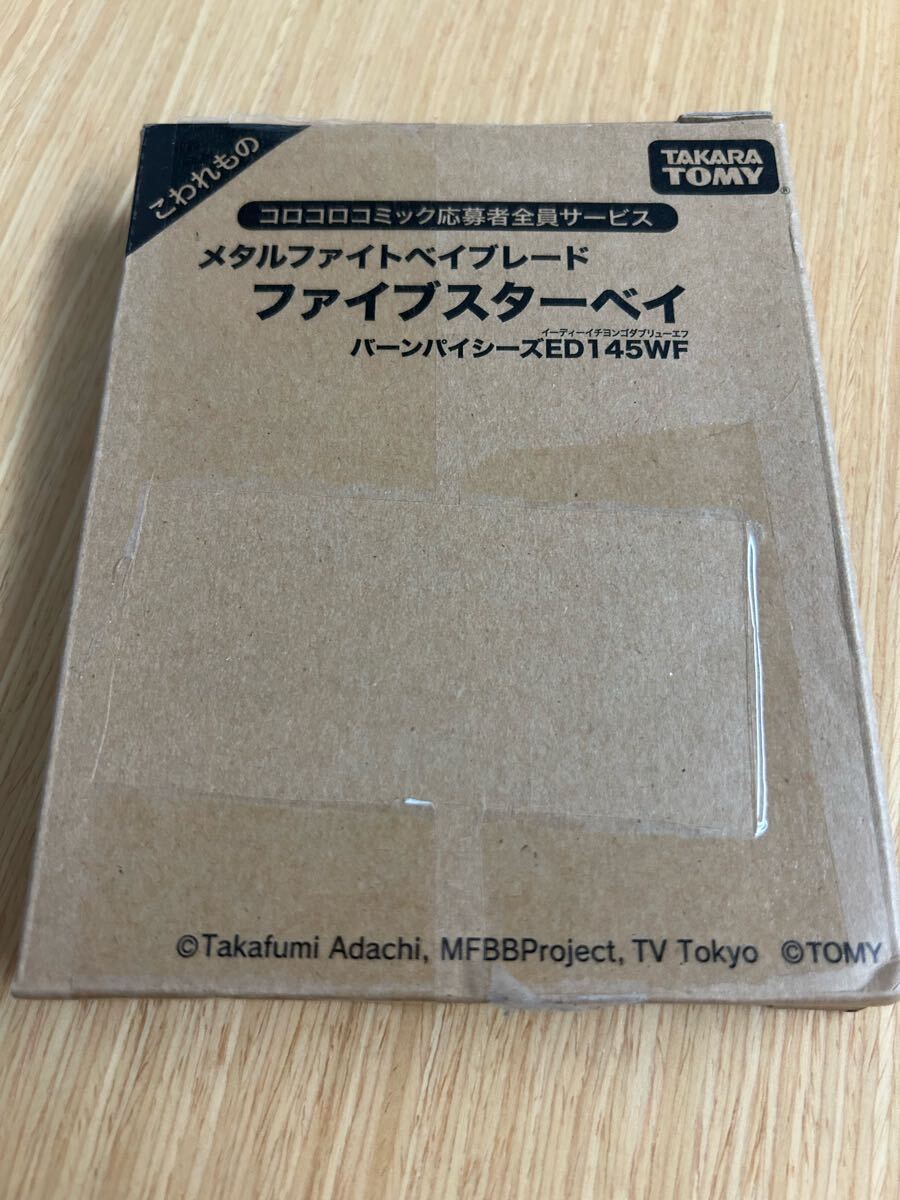 こわれもの
TAKARA
TOMY
®
コロコロコミック応募者全員サービス
メタルファイトベイブレード
ファイブスターベイ
イーディーイチヨンゴダブリューエフ
バーンパイシーズED145WF
©Takafumi Adachi, MFBBProject, TV Tokyo ©TOMY